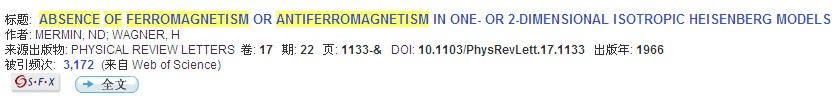 标题: ABSENCE OF FERROMAGNETISM OR ANTIFERROMAGNETISM IN ONE- OR 2-DIMENSIONAL ISOTROPIC HEISENBERG MODELS
作者: MERMIN, ND; WAGNER, H
来源出版物: PHYSICAL REVIEW LETTERS 卷: 17 期: 22 页: 1133-& DOI: 10.1103/PhysRevLett.17.1133 出版年: 1966
被引频次: 3,172 (来自 Web of Science)
S·F·X 全文